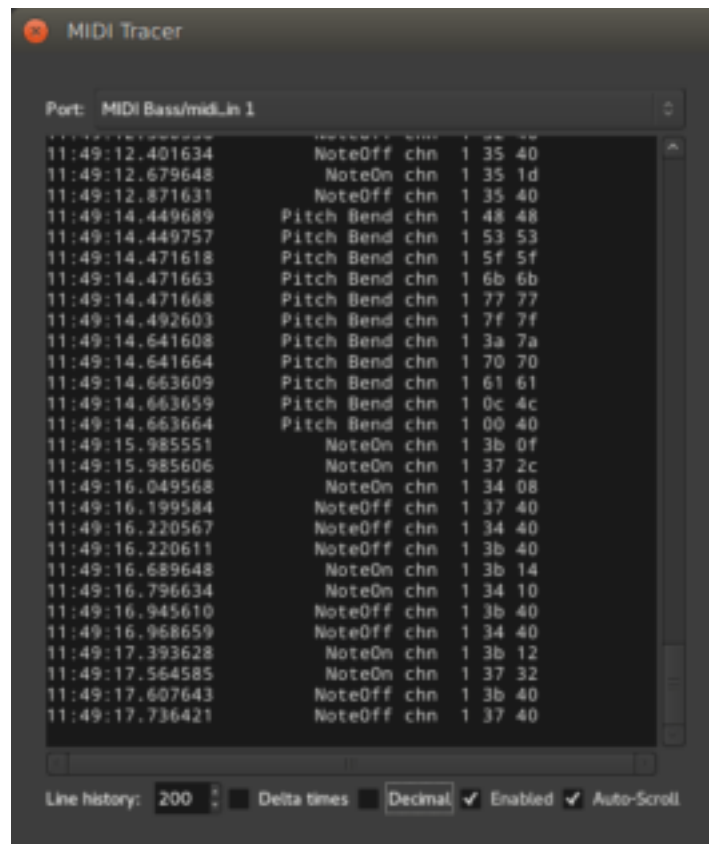 MIDI Tracer
Port: MIDI Bass/midi_in 1
11:49:12.401634 NoteOff chn 1 35 40
11:49:12.679648 NoteOn chn 1 35 1d
11:49:12.871631 NoteOff chn 1 35 40
11:49:14.449689 Pitch Bend chn 1 48 48
11:49:14.449757 Pitch Bend chn 1 53 53
11:49:14.471618 Pitch Bend chn 1 5f 5f
11:49:14.471663 Pitch Bend chn 1 6b 6b
11:49:14.471668 Pitch Bend chn 1 77 77
11:49:14.492603 Pitch Bend chn 1 7f 7f
11:49:14.641608 Pitch Bend chn 1 3a 7a
11:49:14.641664 Pitch Bend chn 1 70 70
11:49:14.663609 Pitch Bend chn 1 61 61
11:49:14.663659 Pitch Bend chn 1 0c 4c
11:49:14.663664 Pitch Bend chn 1 00 40
11:49:15.985551 NoteOn chn 1 3b 0f
11:49:15.985606 NoteOn chn 1 37 2c
11:49:16.049568 NoteOn chn 1 34 08
11:49:16.199584 NoteOff chn 1 37 40
11:49:16.220567 NoteOff chn 1 34 40
11:49:16.220611 NoteOff chn 1 3b 40
11:49:16.689648 NoteOn chn 1 3b 14
11:49:16.796634 NoteOn chn 1 34 10
11:49:16.945610 NoteOff chn 1 3b 40
11:49:16.968659 NoteOff chn 1 34 40
11:49:17.393628 NoteOn chn 1 3b 12
11:49:17.564585 NoteOn chn 1 37 32
11:49:17.607643 NoteOff chn 1 3b 40
11:49:17.736421 NoteOff chn 1 37 40
Line history: 200 Delta times Decimal Enabled Auto-Scroll